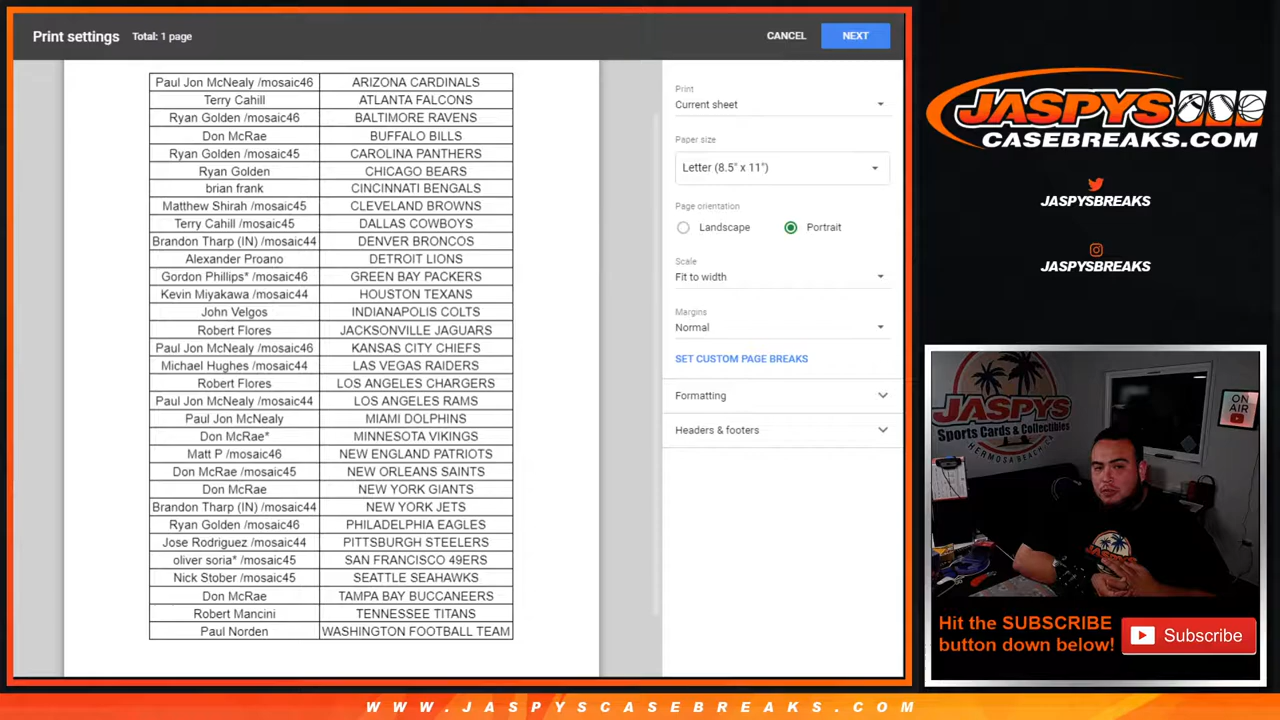 Print settings Total: 1 page CANCEL NEXT
Paul Jon McNealy /mosaic46 ARIZONA CARDINALS
Terry Cahill ATLANTA FALCONS
Ryan Golden /mosaic46 BALTIMORE RAVENS
Don McRae BUFFALO BILLS
Ryan Golden /mosaic45 CAROLINA PANTHERS
Ryan Golden CHICAGO BEARS
brian frank CINCINNATI BENGALS
Matthew Shirah /mosaic45 CLEVELAND BROWNS
Terry Cahill /mosaic45 DALLAS COWBOYS
Brandon Tharp (IN) /mosaic44 DENVER BRONCOS
Alexander Proano DETROIT LIONS
Gordon Phillips* /mosaic46 GREEN BAY PACKERS
Kevin Miyakawa /mosaic44 HOUSTON TEXANS
John Velgos INDIANAPOLIS COLTS
Robert Flores JACKSONVILLE JAGUARS
Paul Jon McNealy /mosaic46 KANSAS CITY CHIEFS
Michael Hughes /mosaic44 LAS VEGAS RAIDERS
Robert Flores LOS ANGELES CHARGERS
Paul Jon McNealy /mosaic44 LOS ANGELES RAMS
Paul Jon McNealy MIAMI DOLPHINS
Don McRae* MINNESOTA VIKINGS
Matt P /mosaic46 NEW ENGLAND PATRIOTS
Don McRae /mosaic45 NEW ORLEANS SAINTS
Don McRae NEW YORK GIANTS
Brandon Tharp (IN) /mosaic44 NEW YORK JETS
Ryan Golden /mosaic46 PHILADELPHIA EAGLES
Jose Rodriguez /mosaic44 PITTSBURGH STEELERS
oliver soria* /mosaic45 SAN FRANCISCO 49ERS
Nick Stober /mosaic45 SEATTLE SEAHAWKS
Don McRae TAMPA BAY BUCCANEERS
Robert Mancini TENNESSEE TITANS
Paul Norden WASHINGTON FOOTBALL TEAM
Print
Current sheet
Paper size
Letter (8.5" x 11")
Page orientation
Landscape Portrait
Scale
Fit to width
Margins
Normal
SET CUSTOM PAGE BREAKS
Formatting
Headers & footers
JASPYS
CASEBREAKS.COM
JASPYSBREAKS
JASPYSBREAKS
JASPYS
Sports Cards & Collectibles
HERMOSA BEACH, CA
ON
AIR
JASPYS
Hit the SUBSCRIBE
button down below!
Subscribe
WWW.JASPYSCASEBREAKS.COM